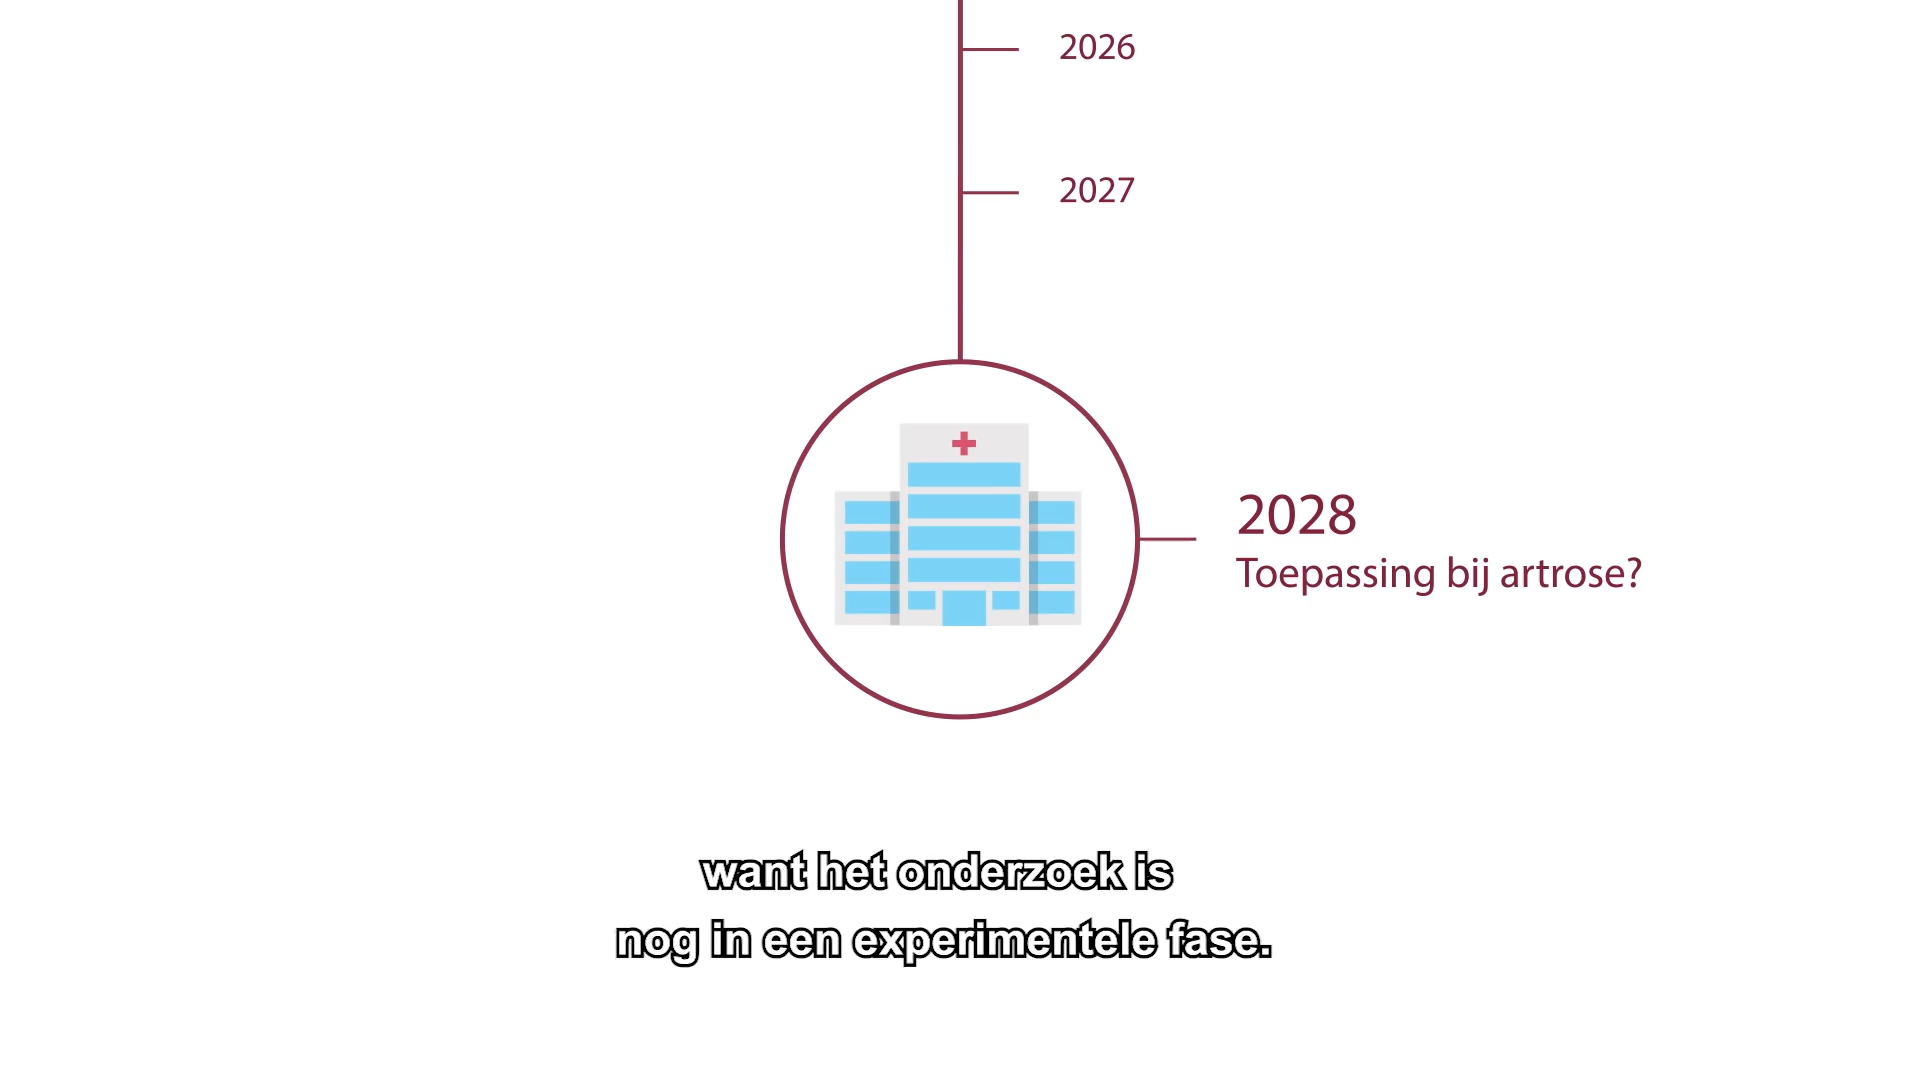 2026
2027
2028
Toepassing bij artrose?
want het onderzoek is
nog in een experimentele fase.